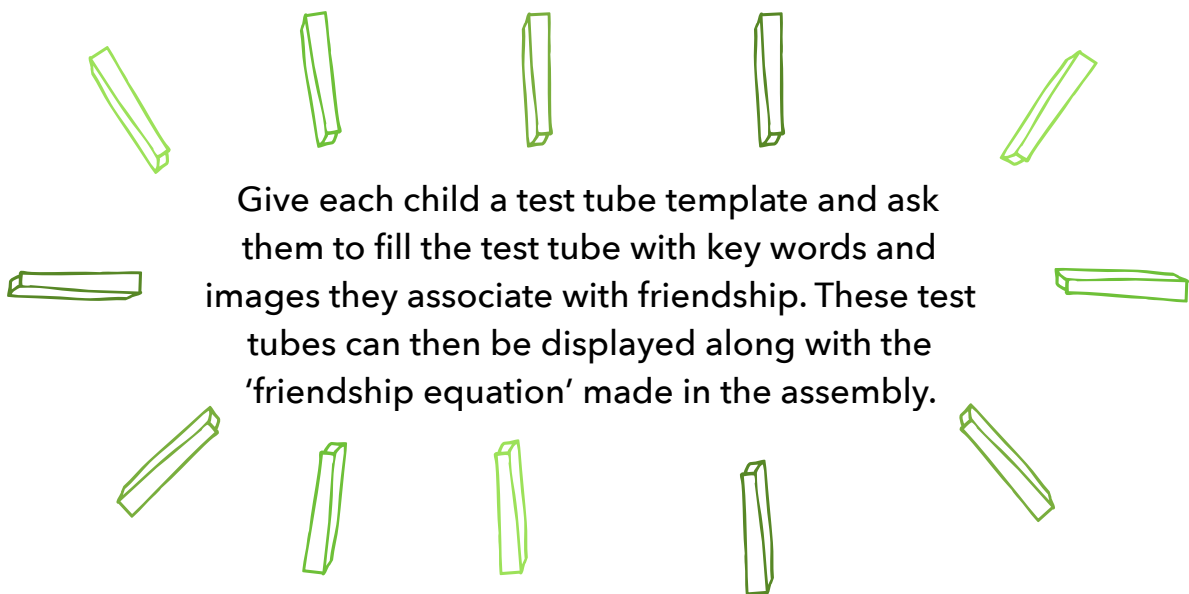 Give each child a test tube template and ask
them to fill the test tube with key words and
images they associate with friendship. These test
tubes can then be displayed along with the
‘friendship equation’ made in the assembly.